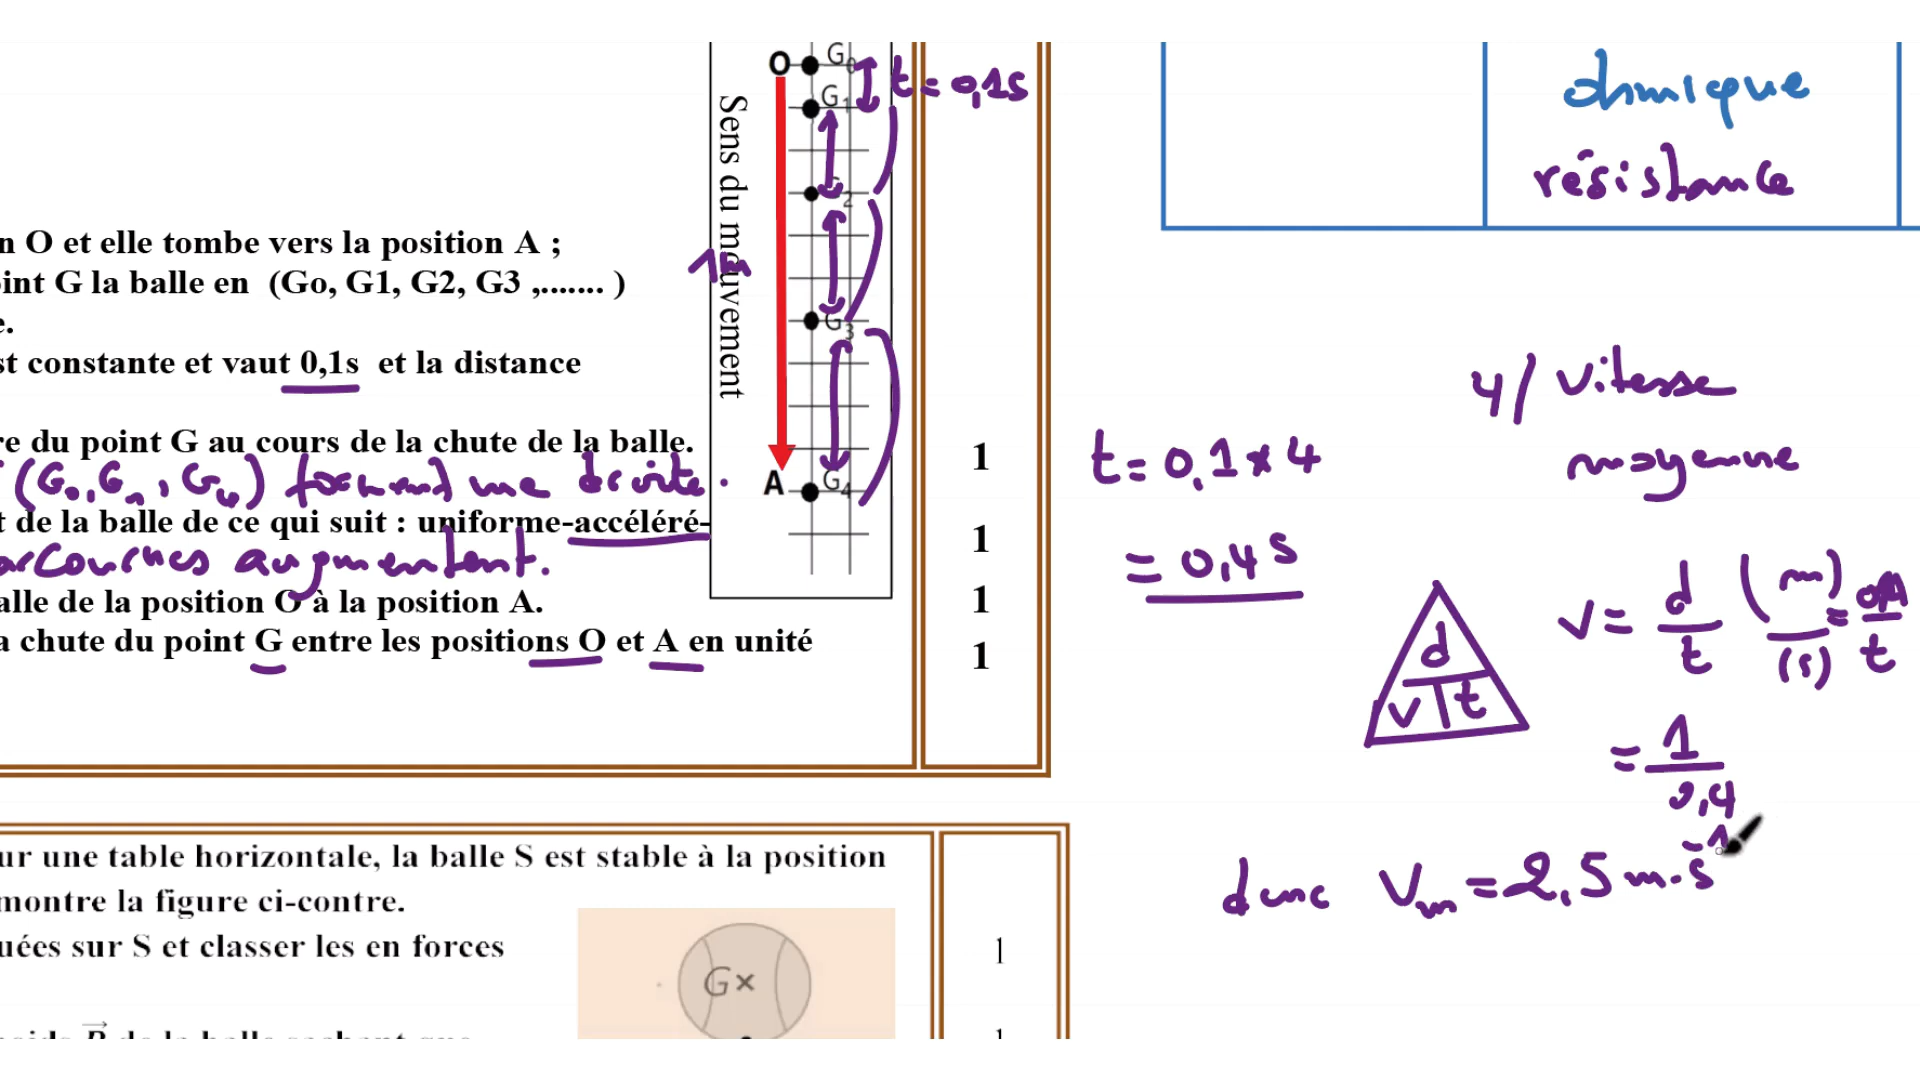 n O et elle tombe vers la position A ;
int G la balle en (Go, G1, G2, G3 ,....... )
e.
st constante et vaut 0,1s et la distance
re du point G au cours de la chute de la balle.
(G₀, G , G₄) forment une droite.
t de la balle de ce qui suit : uniforme-accéléré-
arcourues augmentent.
alle de la position O à la position A.
a chute du point G entre les positions O et A en unité
Sens du mouvement
1m
O
G0
G1
G2
G3
A
G4
t = 0,1s
1
1
1
1
ohmique
résistance
4/ vitesse
moyenne
t = 0,1 * 4
= 0,4 s
d
v t
v = d/t (m)/(s) = OA/t
= 1/0,4
donc Vm = 2,5 m.s⁻¹
ur une table horizontale, la balle S est stable à la position
montre la figure ci-contre.
uées sur S et classer les en forces
G×
1